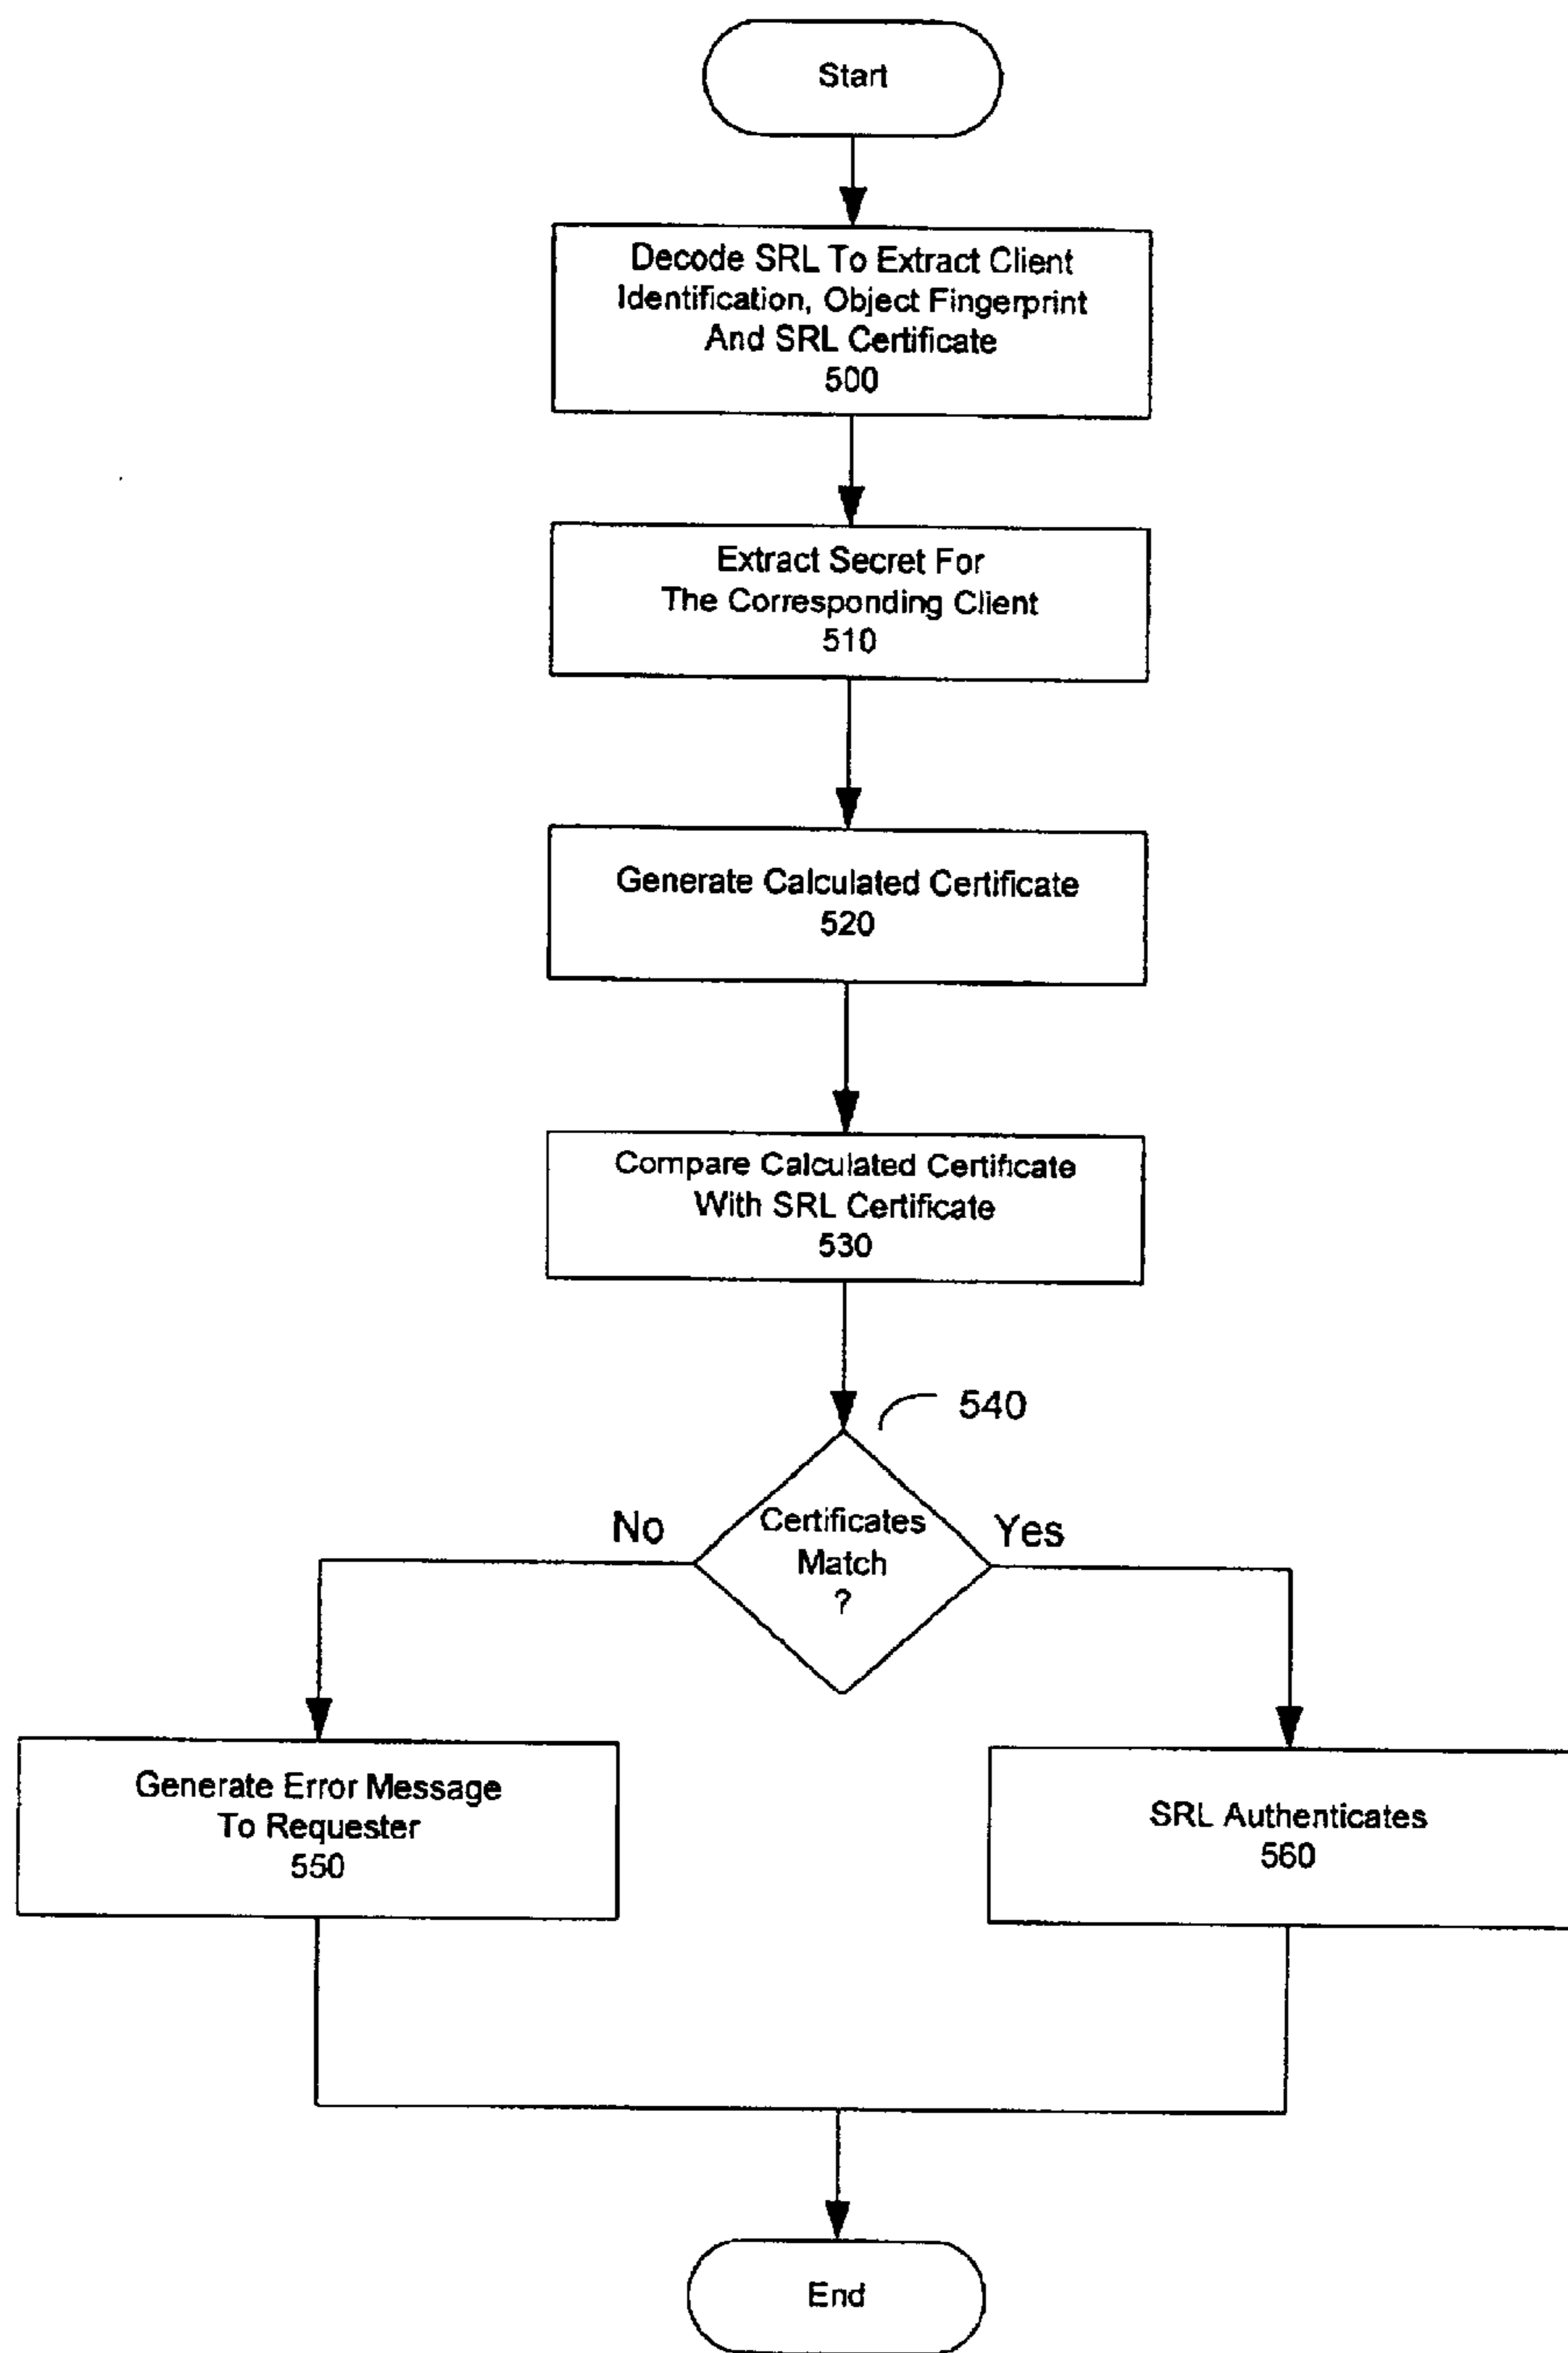 Start
Decode SRL To Extract Client
Identification, Object Fingerprint
And SRL Certificate
500
Extract Secret For
The Corresponding Client
510
Generate Calculated Certificate
520
Compare Calculated Certificate
With SRL Certificate
530
540
Certificates
Match
?
No
Yes
Generate Error Message
To Requester
550
SRL Authenticates
560
End